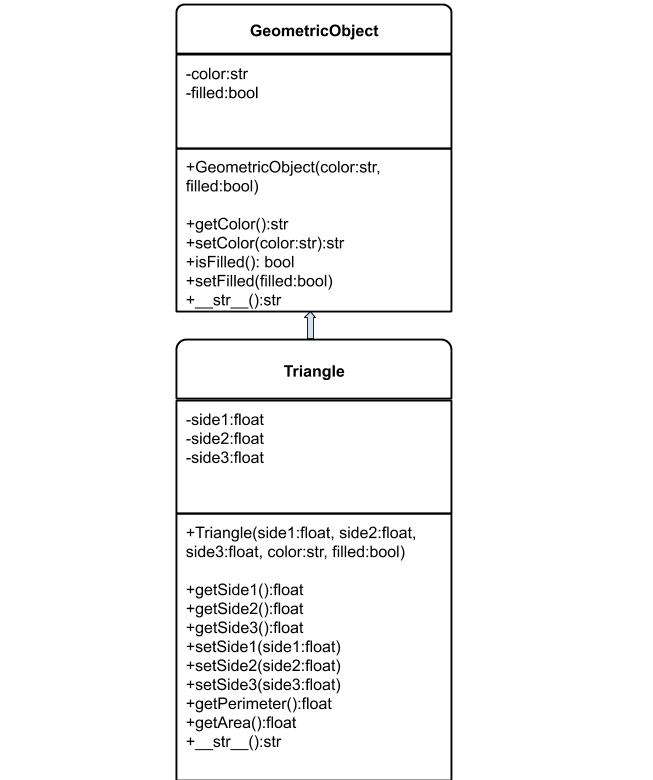 GeometricObject
-color:str
-filled:bool
+GeometricObject(color:str,
filled:bool)
+getColor():str
+setColor(color:str):str
+isFilled(): bool
+setFilled(filled:bool)
+__str__():str
Triangle
-side1:float
-side2:float
-side3:float
+Triangle(side1:float, side2:float,
side3:float, color:str, filled:bool)
+getSide1():float
+getSide2():float
+getSide3():float
+setSide1(side1:float)
+setSide2(side2:float)
+setSide3(side3:float)
+getPerimeter():float
+getArea():float
+__str__():str